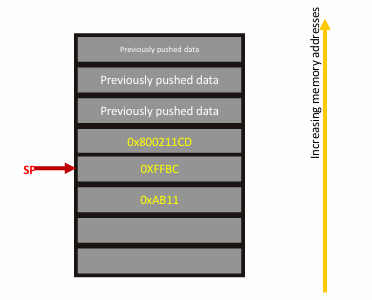 Previously pushed data
Previously pushed data
Previously pushed data
0x800211CD
SP
0XFFBC
0xAB11
Increasing memory addresses